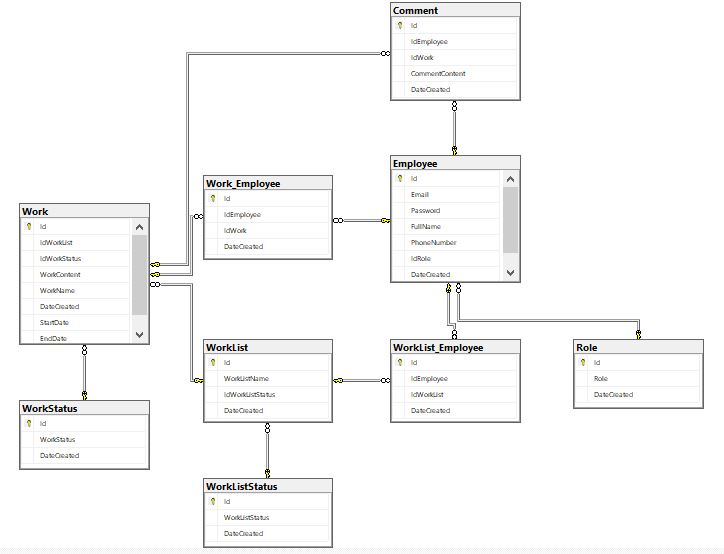 Comment
Id
IdEmployee
IdWork
CommentContent
DateCreated
Employee
Id
Email
Password
FullName
PhoneNumber
IdRole
DateCreated
Work_Employee
Id
IdEmployee
IdWork
DateCreated
Work
Id
IdWorkList
IdWorkStatus
WorkContent
WorkName
DateCreated
StartDate
EndDate
WorkList
Id
WorkListName
IdWorkListStatus
DateCreated
WorkList_Employee
Id
IdEmployee
IdWorkList
DateCreated
Role
Id
Role
DateCreated
WorkStatus
Id
WorkStatus
DateCreated
WorkListStatus
Id
WorkListStatus
DateCreated